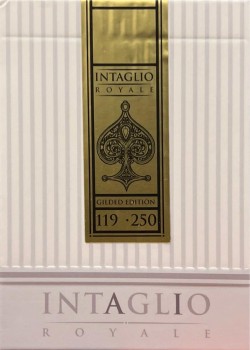 INTAGLIO
ROYALE
GILDED EDITION
119 · 250
INTAGLIO
ROYALE